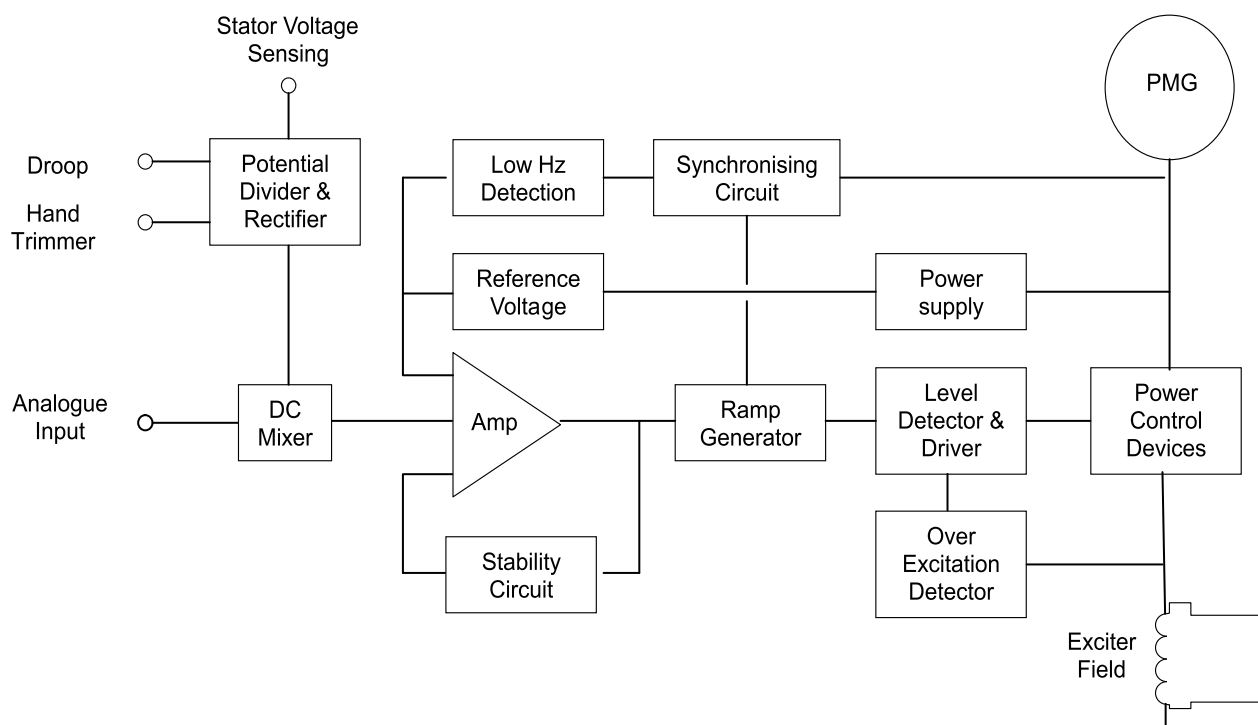 Stator Voltage
Sensing
PMG
Droop
Potential
Divider &
Rectifier
Low Hz
Detection
Synchronising
Circuit
Hand
Trimmer
Reference
Voltage
Power
supply
Analogue
Input
DC
Mixer
Amp
Ramp
Generator
Level
Detector &
Driver
Power
Control
Devices
Stability
Circuit
Over
Excitation
Detector
Exciter
Field